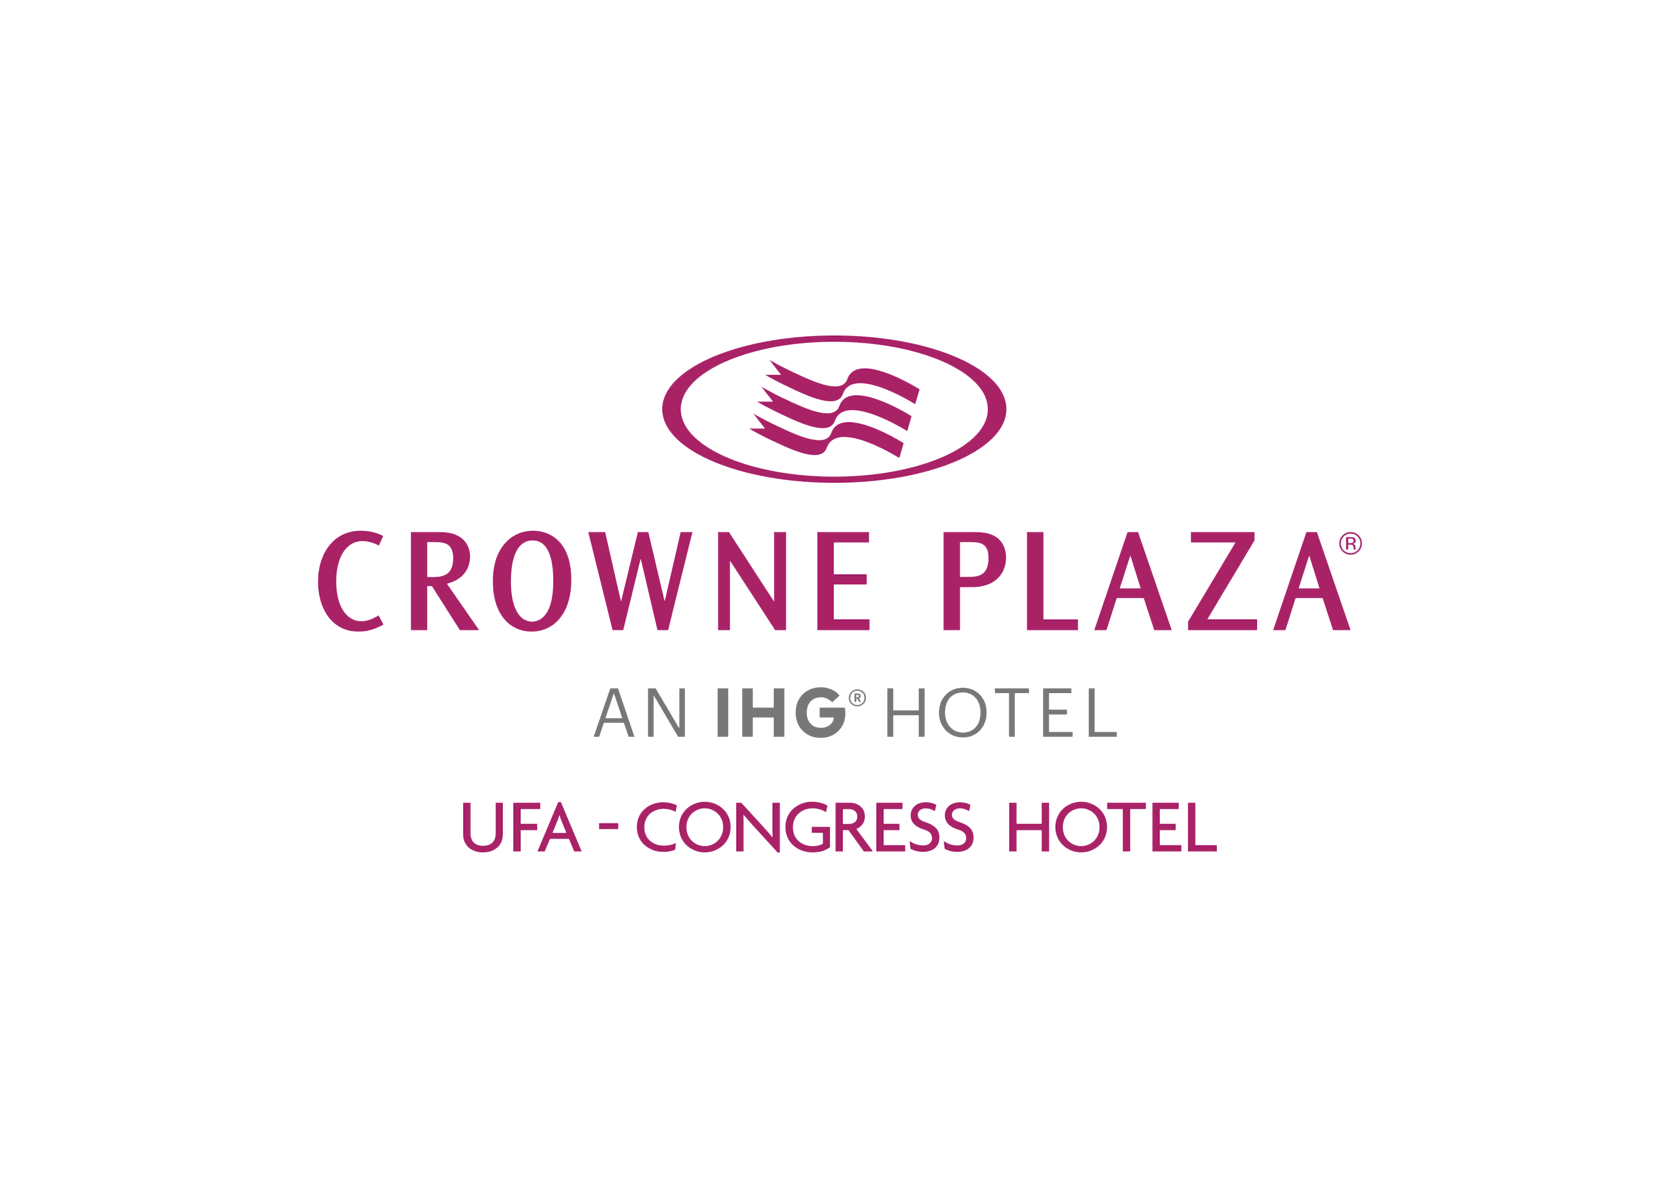 CROWNE PLAZA®
AN IHG® HOTEL
UFA - CONGRESS HOTEL